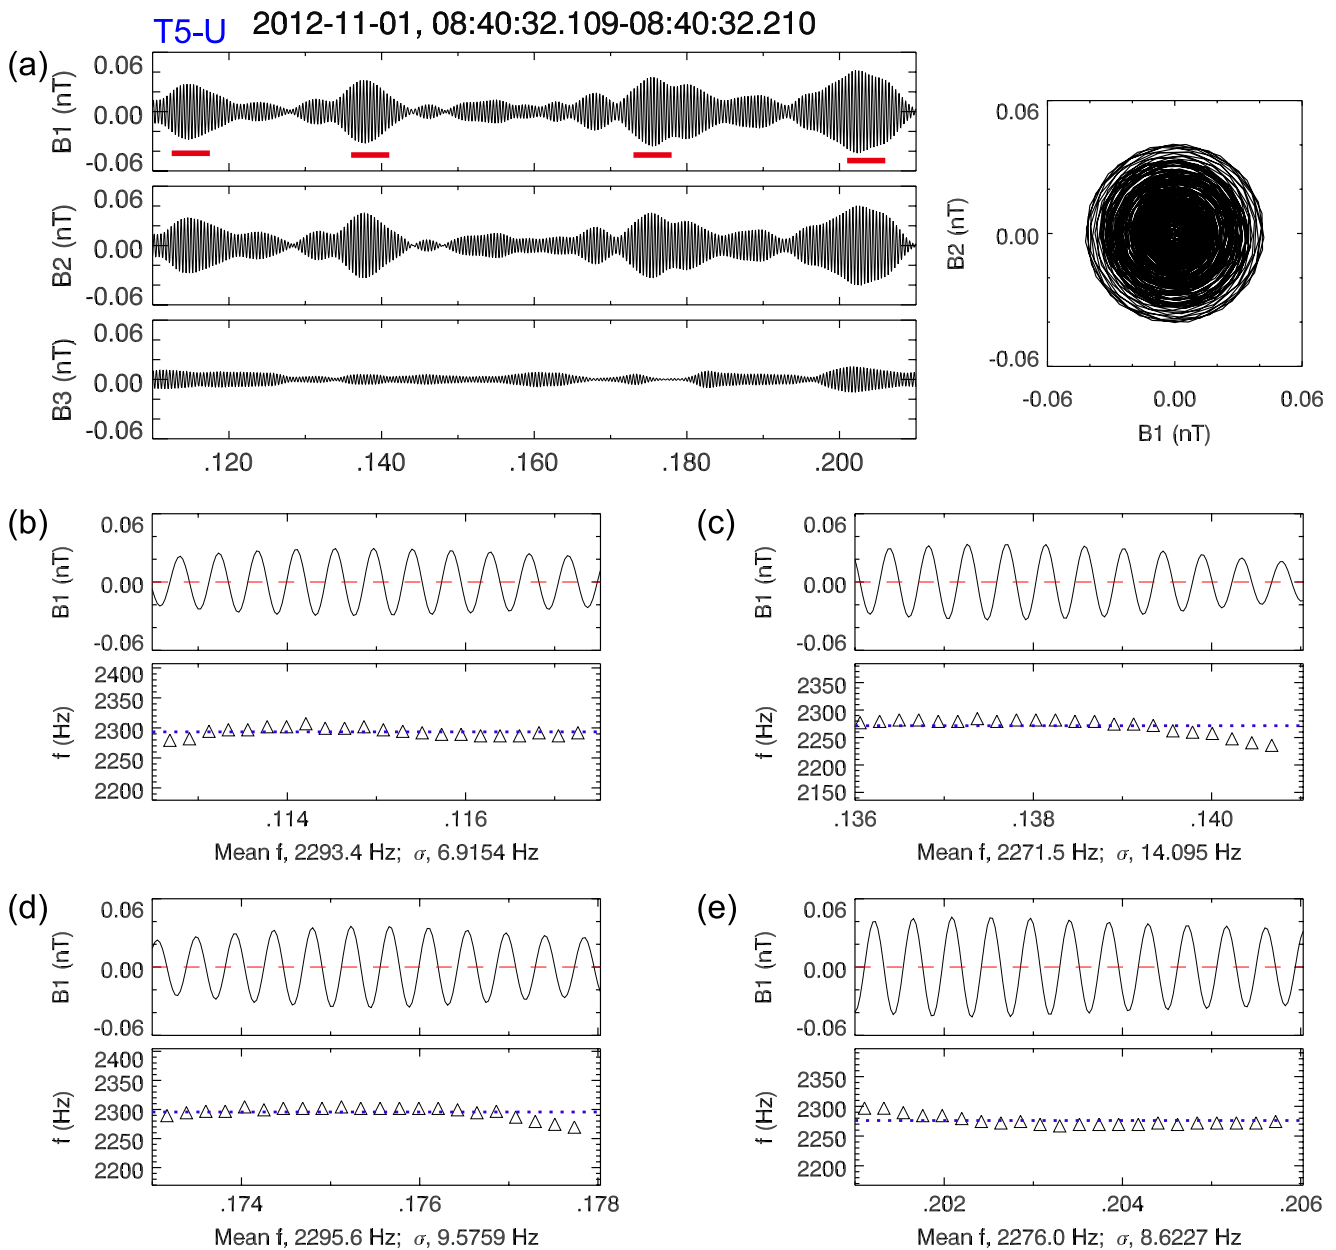 T5-U 2012-11-01, 08:40:32.109-08:40:32.210
(a)
0.06
0.00
-0.06
B1 (nT)
0.06
0.00
-0.06
B2 (nT)
0.06
0.00
-0.06
B3 (nT)
.120 .140 .160 .180 .200
0.06
0.00
-0.06
B2 (nT)
-0.06 0.00 0.06
B1 (nT)
(b)
0.06
0.00
-0.06
B1 (nT)
2400
2350
2300
2250
2200
f (Hz)
.114 .116
Mean f, 2293.4 Hz; σ, 6.9154 Hz
(c)
0.06
0.00
-0.06
B1 (nT)
2350
2300
2250
2200
2150
f (Hz)
.136 .138 .140
Mean f, 2271.5 Hz; σ, 14.095 Hz
(d)
0.06
0.00
-0.06
B1 (nT)
2400
2350
2300
2250
2200
f (Hz)
.174 .176 .178
Mean f, 2295.6 Hz; σ, 9.5759 Hz
(e)
0.06
0.00
-0.06
B1 (nT)
2350
2300
2250
2200
f (Hz)
.202 .204 .206
Mean f, 2276.0 Hz; σ, 8.6227 Hz